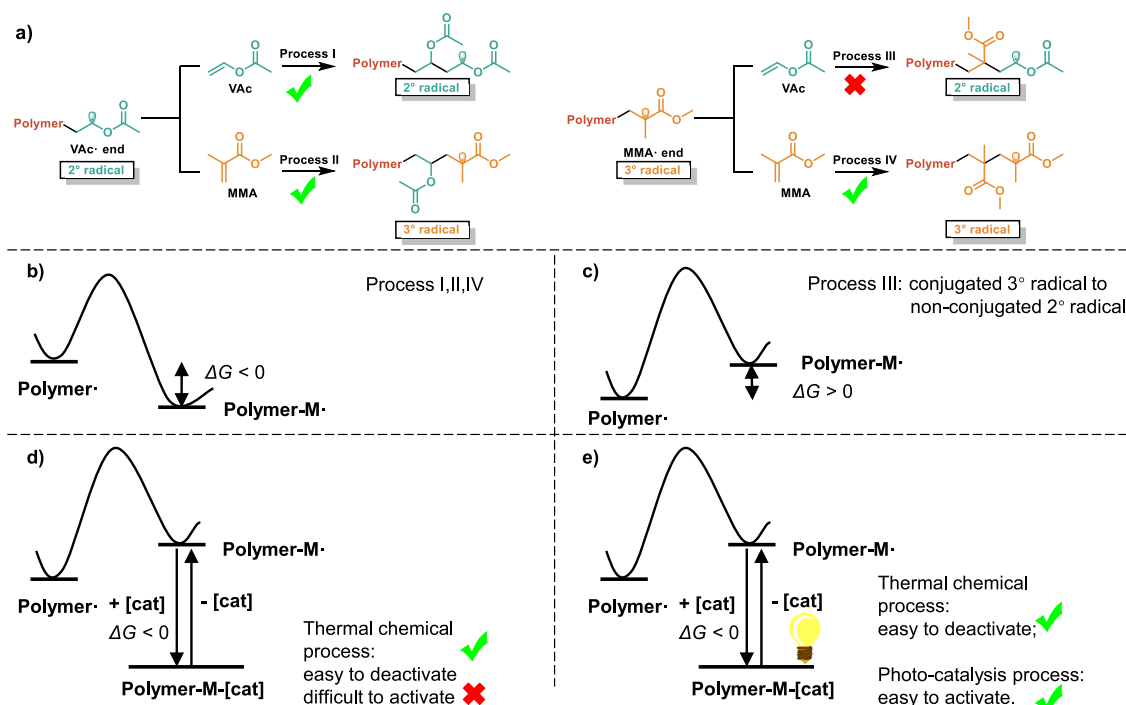 a)
Process I
VAc
Polymer
2° radical
Polymer
VAc· end
2° radical
Process II
MMA
Polymer
3° radical
Process III
VAc
Polymer
2° radical
Polymer
MMA· end
3° radical
Process IV
MMA
Polymer
3° radical
b)
Process I,II,IV
ΔG < 0
Polymer·
Polymer-M·
c)
Process III: conjugated 3° radical to
non-conjugated 2° radical
Polymer-M·
ΔG > 0
Polymer·
d)
Polymer-M·
Polymer·
+ [cat]
- [cat]
ΔG < 0
Polymer-M-[cat]
Thermal chemical
process:
easy to deactivate
difficult to activate
e)
Polymer-M·
Polymer·
+ [cat]
- [cat]
ΔG < 0
Polymer-M-[cat]
Thermal chemical
process:
easy to deactivate;
Photo-catalysis process:
easy to activate.